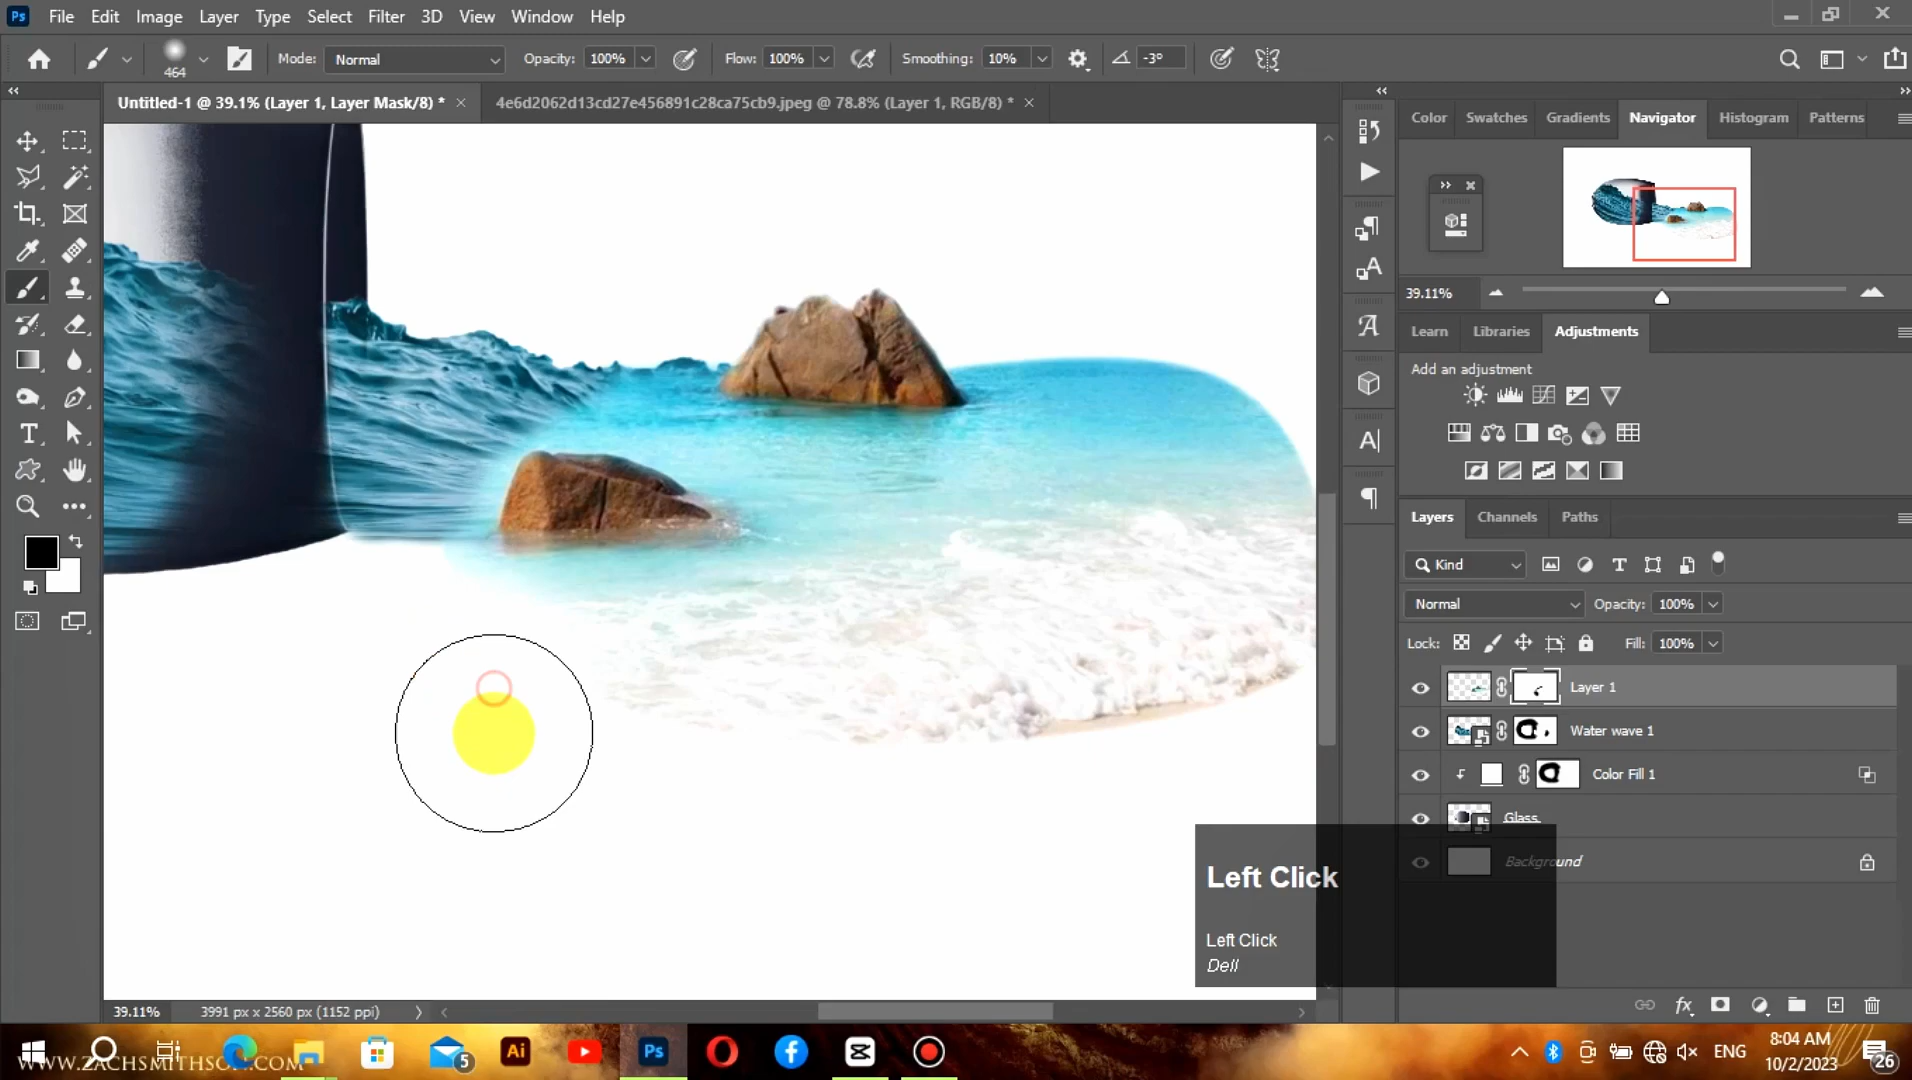 Ps File Edit Image Layer Type Select Filter 3D View Window Help
464 Mode: Normal Opacity: 100% Flow: 100% Smoothing: 10% -3°
Untitled-1 @ 39.1% (Layer 1, Layer Mask/8) * × 4e6d2062d13cd27e456891c28ca75cb9.jpeg @ 78.8% (Layer 1, RGB/8) * ×
Color Swatches Gradients Navigator Histogram Patterns
39.11%
Learn Libraries Adjustments
Add an adjustment
Layers Channels Paths
Kind
Normal Opacity: 100%
Lock: Fill: 100%
Layer 1
Water wave 1
Color Fill 1
Glass
Background
Left Click
Left Click
Dell
39.11% 3991 px x 2560 px (1152 ppi)
WWW.ZACHSMITHSON.COM
5
Ai
Ps
ENG
8:04 AM
10/2/2023
26